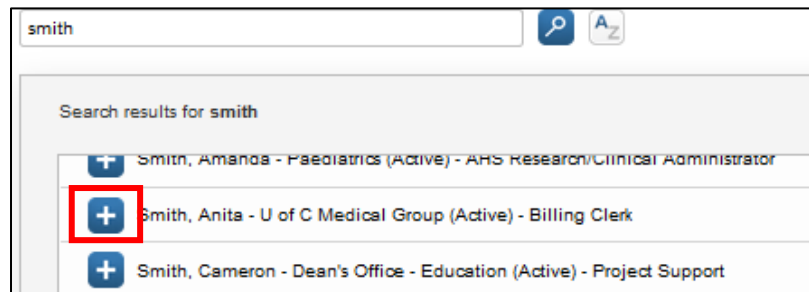 smith
AZ
Search results for smith
Smith, Amanda - Paediatrics (Active) - AHS Research/Clinical Administrator
Smith, Anita - U of C Medical Group (Active) - Billing Clerk
Smith, Cameron - Dean's Office - Education (Active) - Project Support